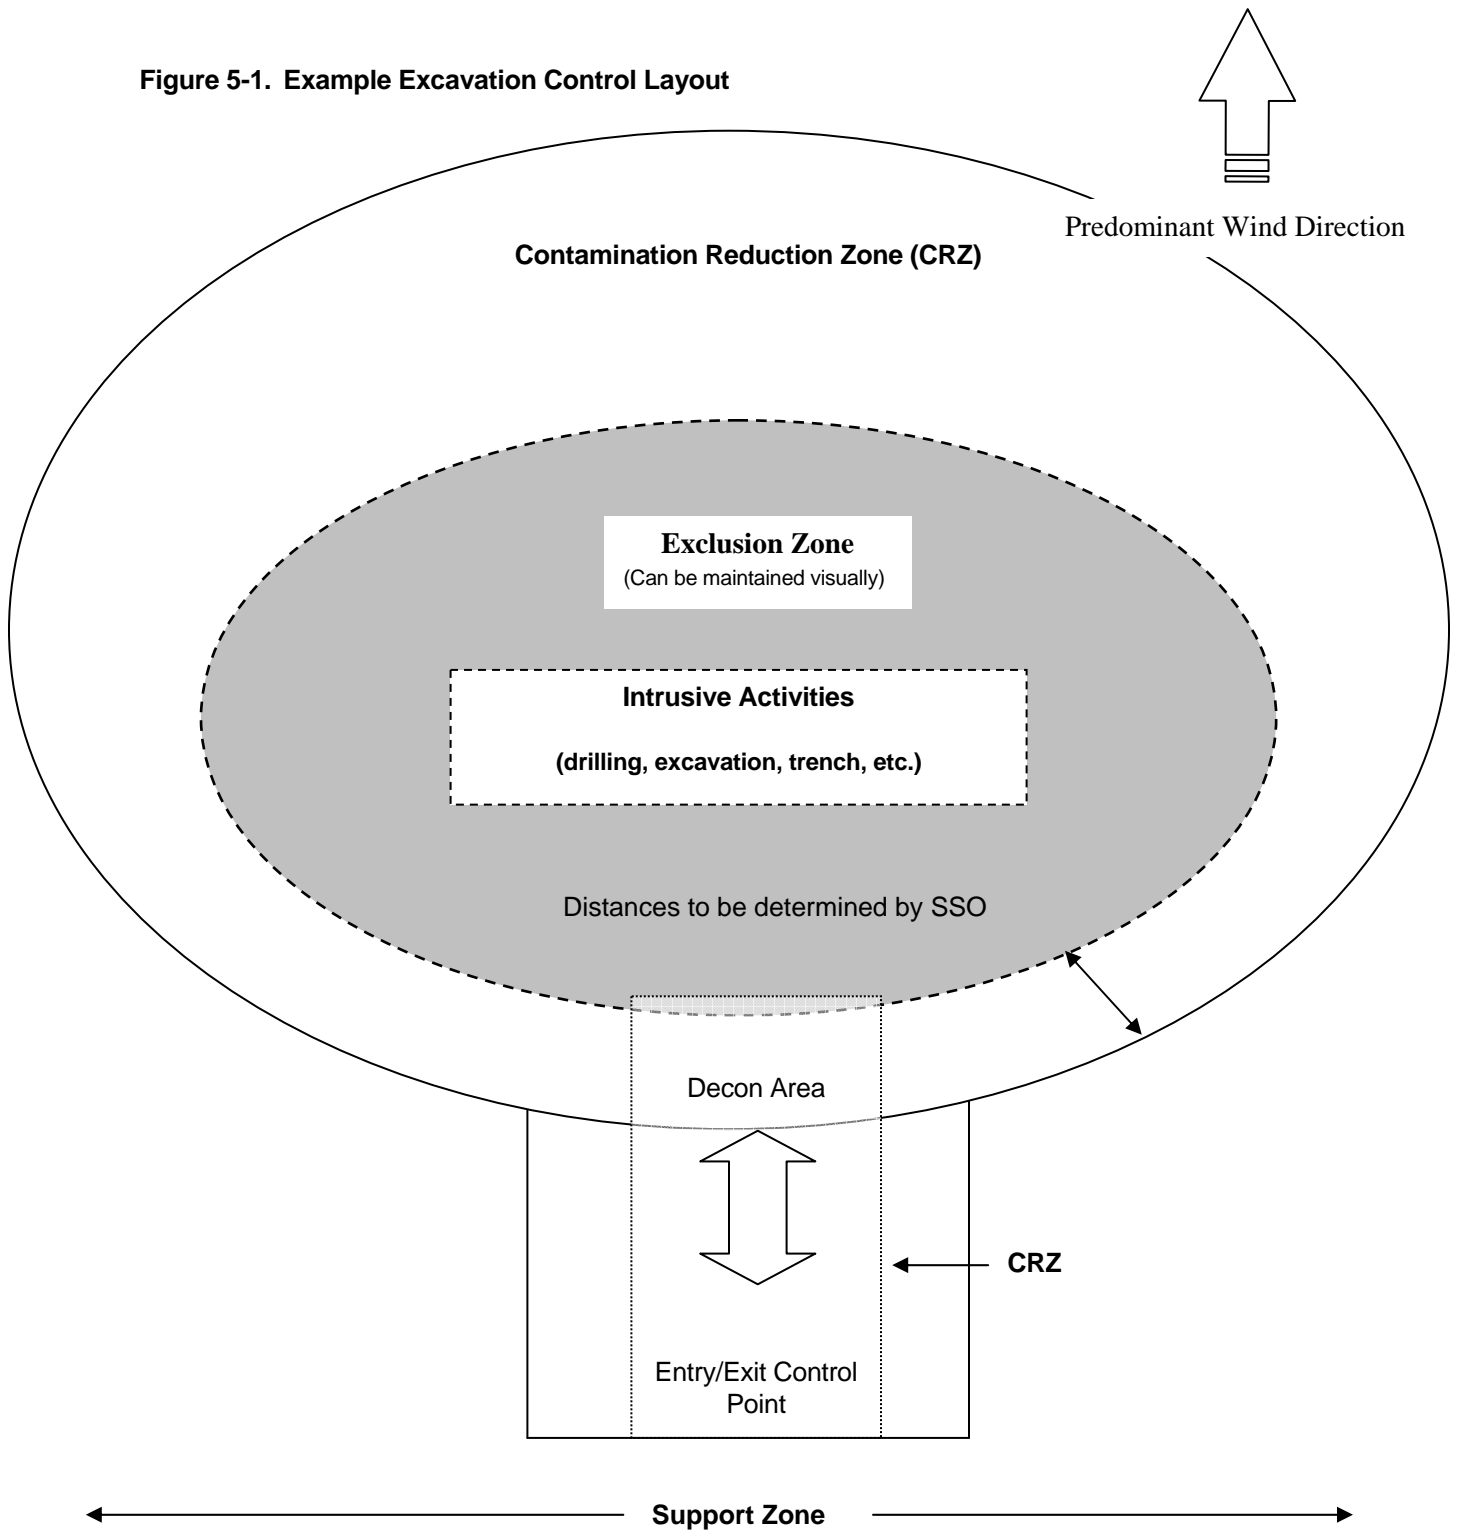 Figure 5-1. Example Excavation Control Layout
Predominant Wind Direction
Contamination Reduction Zone (CRZ)
Exclusion Zone
(Can be maintained visually)
Intrusive Activities
(drilling, excavation, trench, etc.)
Distances to be determined by SSO
Decon Area
CRZ
Entry/Exit Control
Point
Support Zone